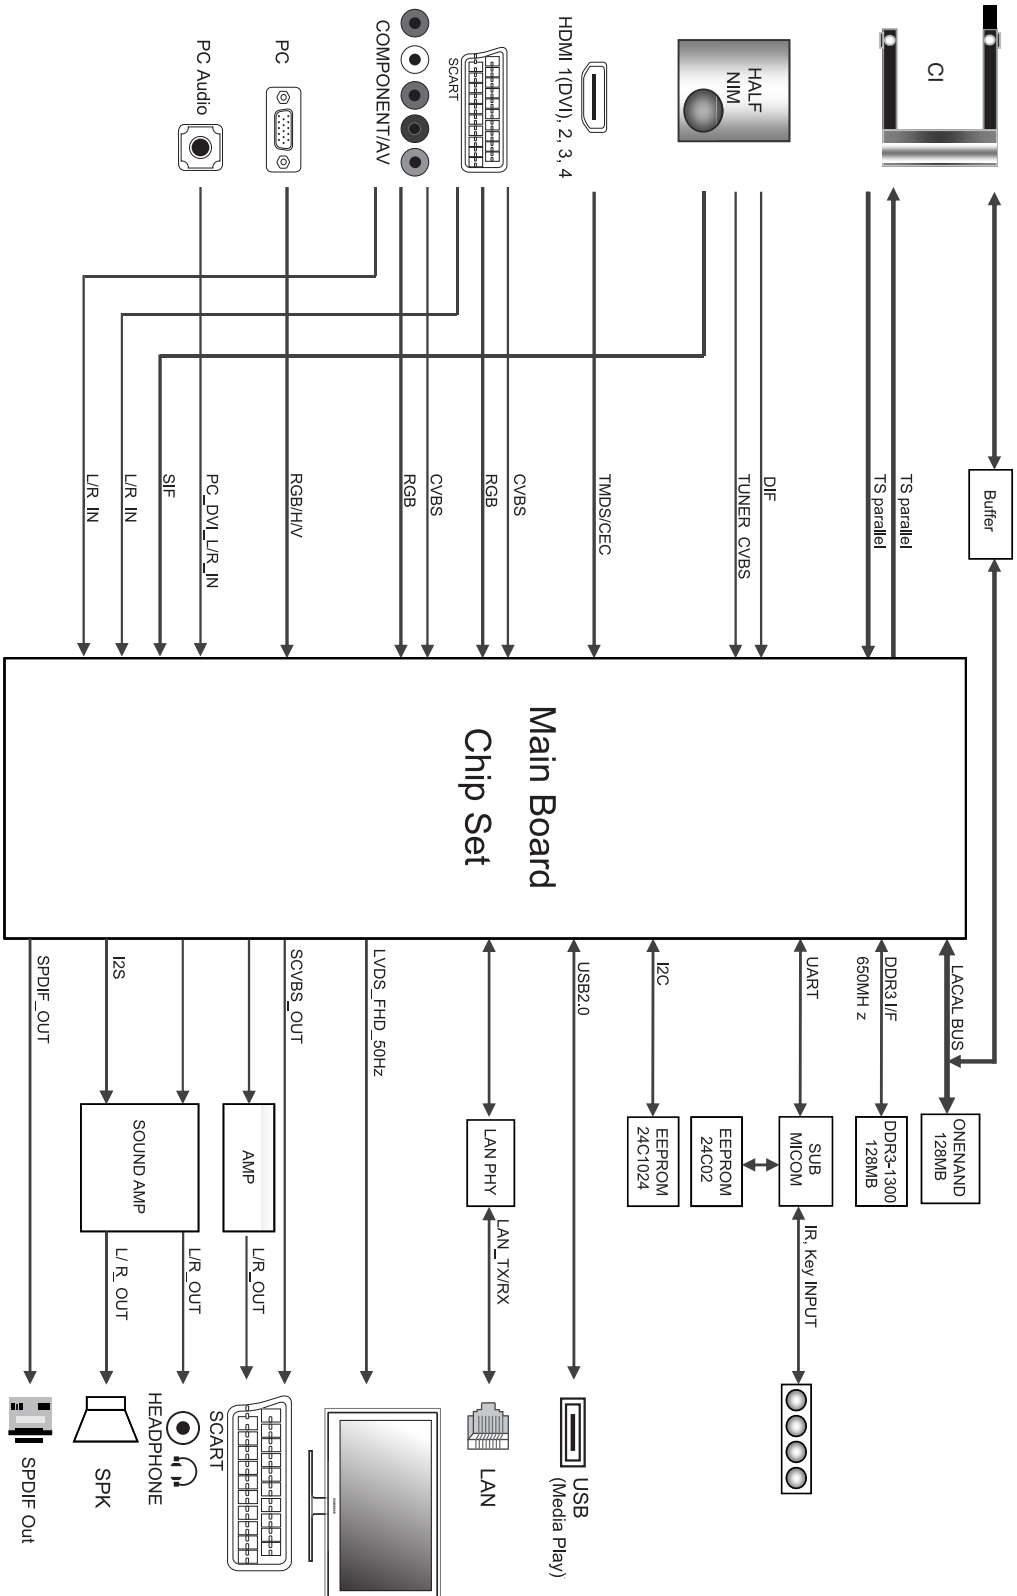 CI
HALF
NIM
HDMI 1(DVI), 2, 3, 4
SCART
COMPONENT/AV
PC
PC Audio
Buffer
TS parallel
TS parallel
DIF
TUNER_CVBS
TMDS/CEC
CVBS
RGB
CVBS
RGB
RGB/H/V
PC_DVI_L/R_IN
SIF
L/R_IN
L/R_IN
Main Board
Chip Set
LACAL BUS
DDR3 I/F
650MH z
UART
I2C
USB2.0
LVDS_FHD_50Hz
SCVBS_OUT
I2S
SPDIF_OUT
ONENAND
128MB
DDR3-1300
128MB
SUB
MICOM
EEPROM
24C02
EEPROM
24C1024
LAN PHY
AMP
SOUND AMP
IR, Key INPUT
LAN_TX/RX
L/R_OUT
L/R_OUT
L/ R_ OUT
USB
(Media Play)
LAN
SCART
HEADPHONE
SPK
SPDIF Out